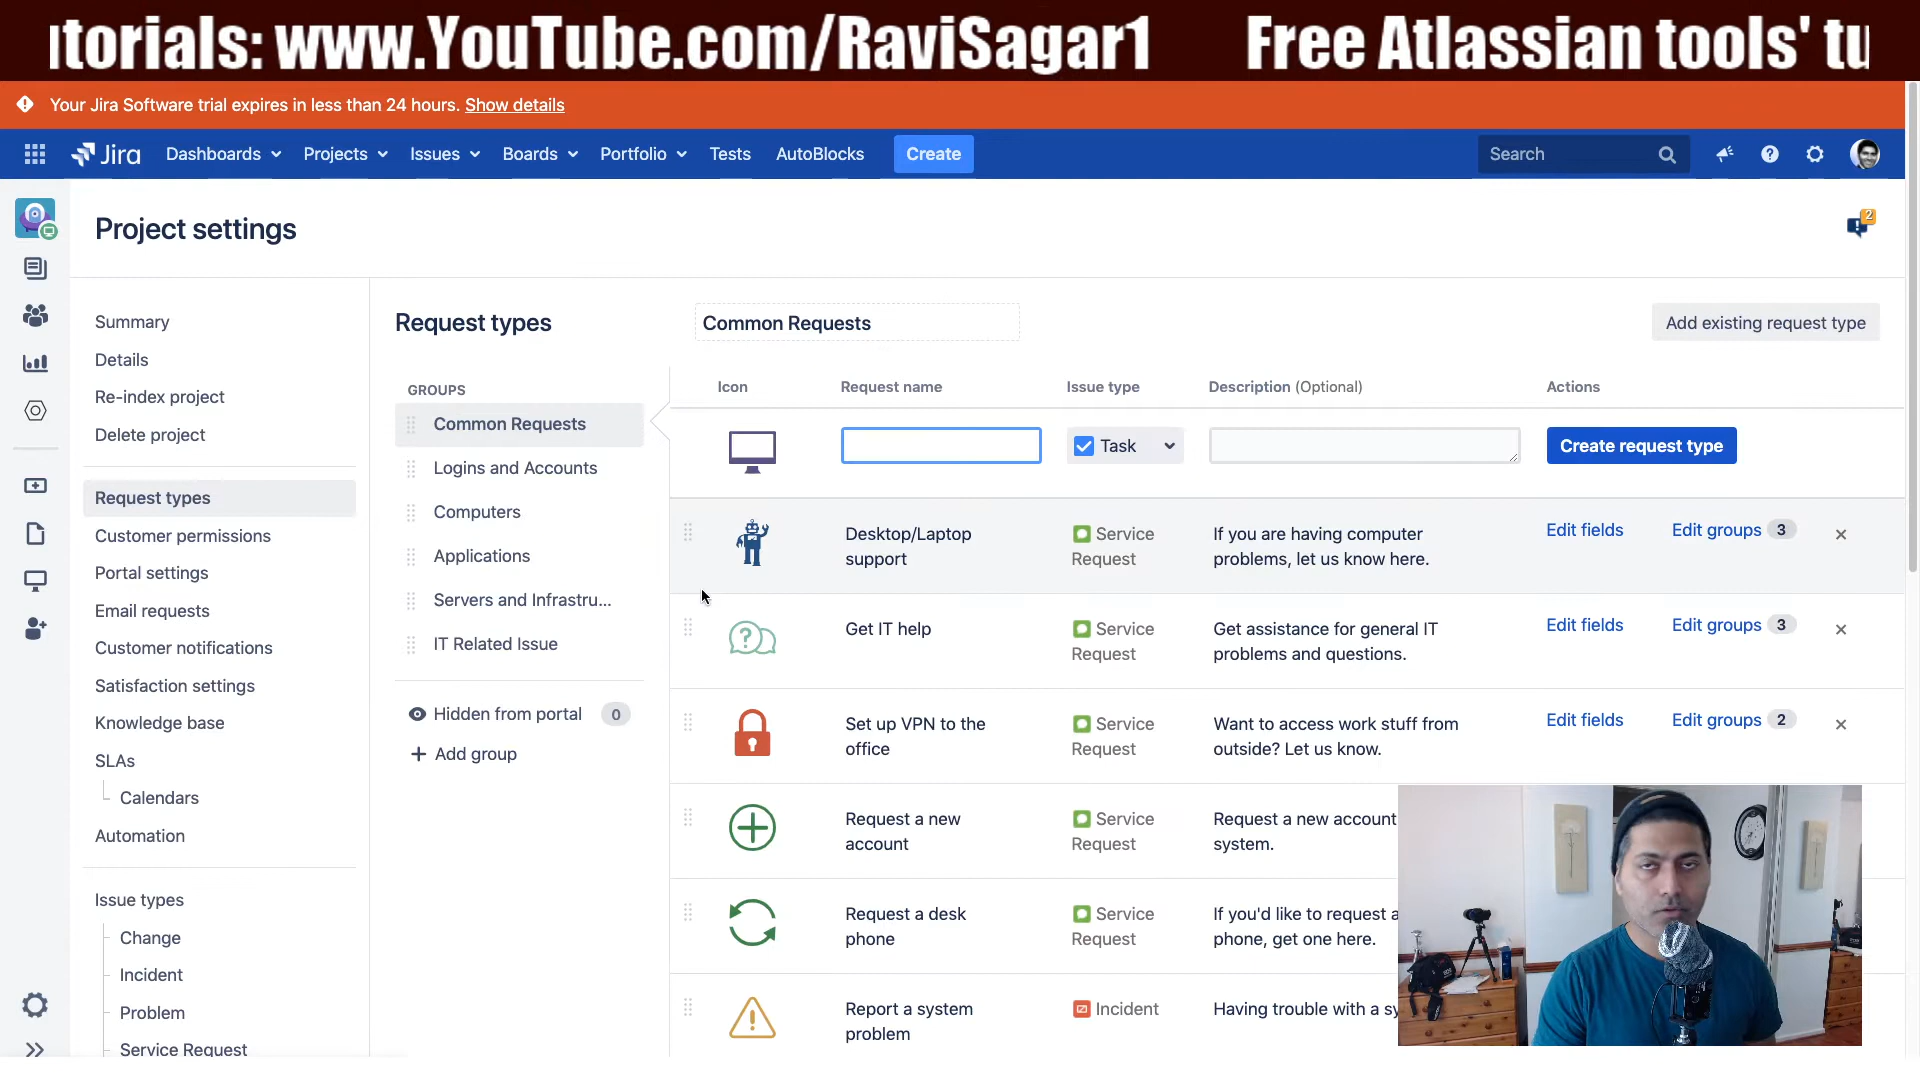 itorials: www.YouTube.com/RaviSagar1 Free Atlassian tools' tu
Your Jira Software trial expires in less than 24 hours. Show details
Jira Dashboards Projects Issues Boards Portfolio Tests AutoBlocks Create Search
Project settings
2
Summary
Details
Re-index project
Delete project
Request types
Customer permissions
Portal settings
Email requests
Customer notifications
Satisfaction settings
Knowledge base
SLAs
Calendars
Automation
Issue types
Change
Incident
Problem
Service Request
Request types
GROUPS
Common Requests
Logins and Accounts
Computers
Applications
Servers and Infrastru...
IT Related Issue
Hidden from portal 0
Add group
Common Requests
Add existing request type
Icon Request name Issue type Description (Optional) Actions
Task Create request type
Desktop/Laptop
support
Service
Request
If you are having computer
problems, let us know here.
Edit fields Edit groups 3
Get IT help
Service
Request
Get assistance for general IT
problems and questions.
Edit fields Edit groups 3
Set up VPN to the
office
Service
Request
Want to access work stuff from
outside? Let us know.
Edit fields Edit groups 2
Request a new
account
Service
Request
Request a new account
system.
Request a desk
phone
Service
Request
If you'd like to request a
phone, get one here.
Report a system
problem
Incident
Having trouble with a sy